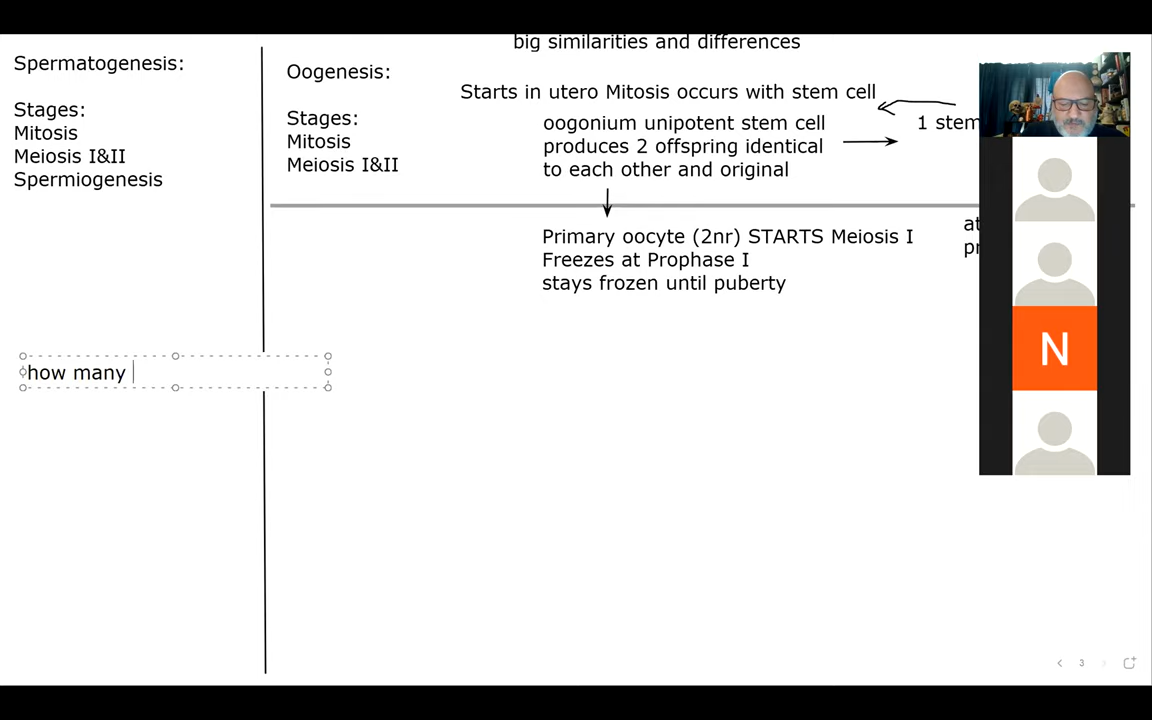 big similarities and differences
Spermatogenesis:
Stages:
Mitosis
Meiosis I&II
Spermiogenesis
Oogenesis:
Stages:
Mitosis
Meiosis I&II
Starts in utero Mitosis occurs with stem cell
oogonium unipotent stem cell
produces 2 offspring identical
to each other and original
1 stem
Primary oocyte (2nr) STARTS Meiosis I
Freezes at Prophase I
stays frozen until puberty
how many
N
3